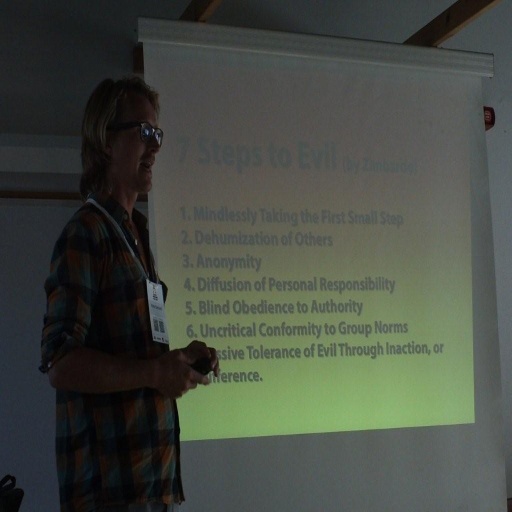 7 Steps to Evil (by Zimbardo)
1. Mindlessly Taking the First Small Step
2. Dehumization of Others
3. Anonymity
4. Diffusion of Personal Responsibility
5. Blind Obedience to Authority
6. Uncritical Conformity to Group Norms
ssive Tolerance of Evil Through Inaction, or
fference.